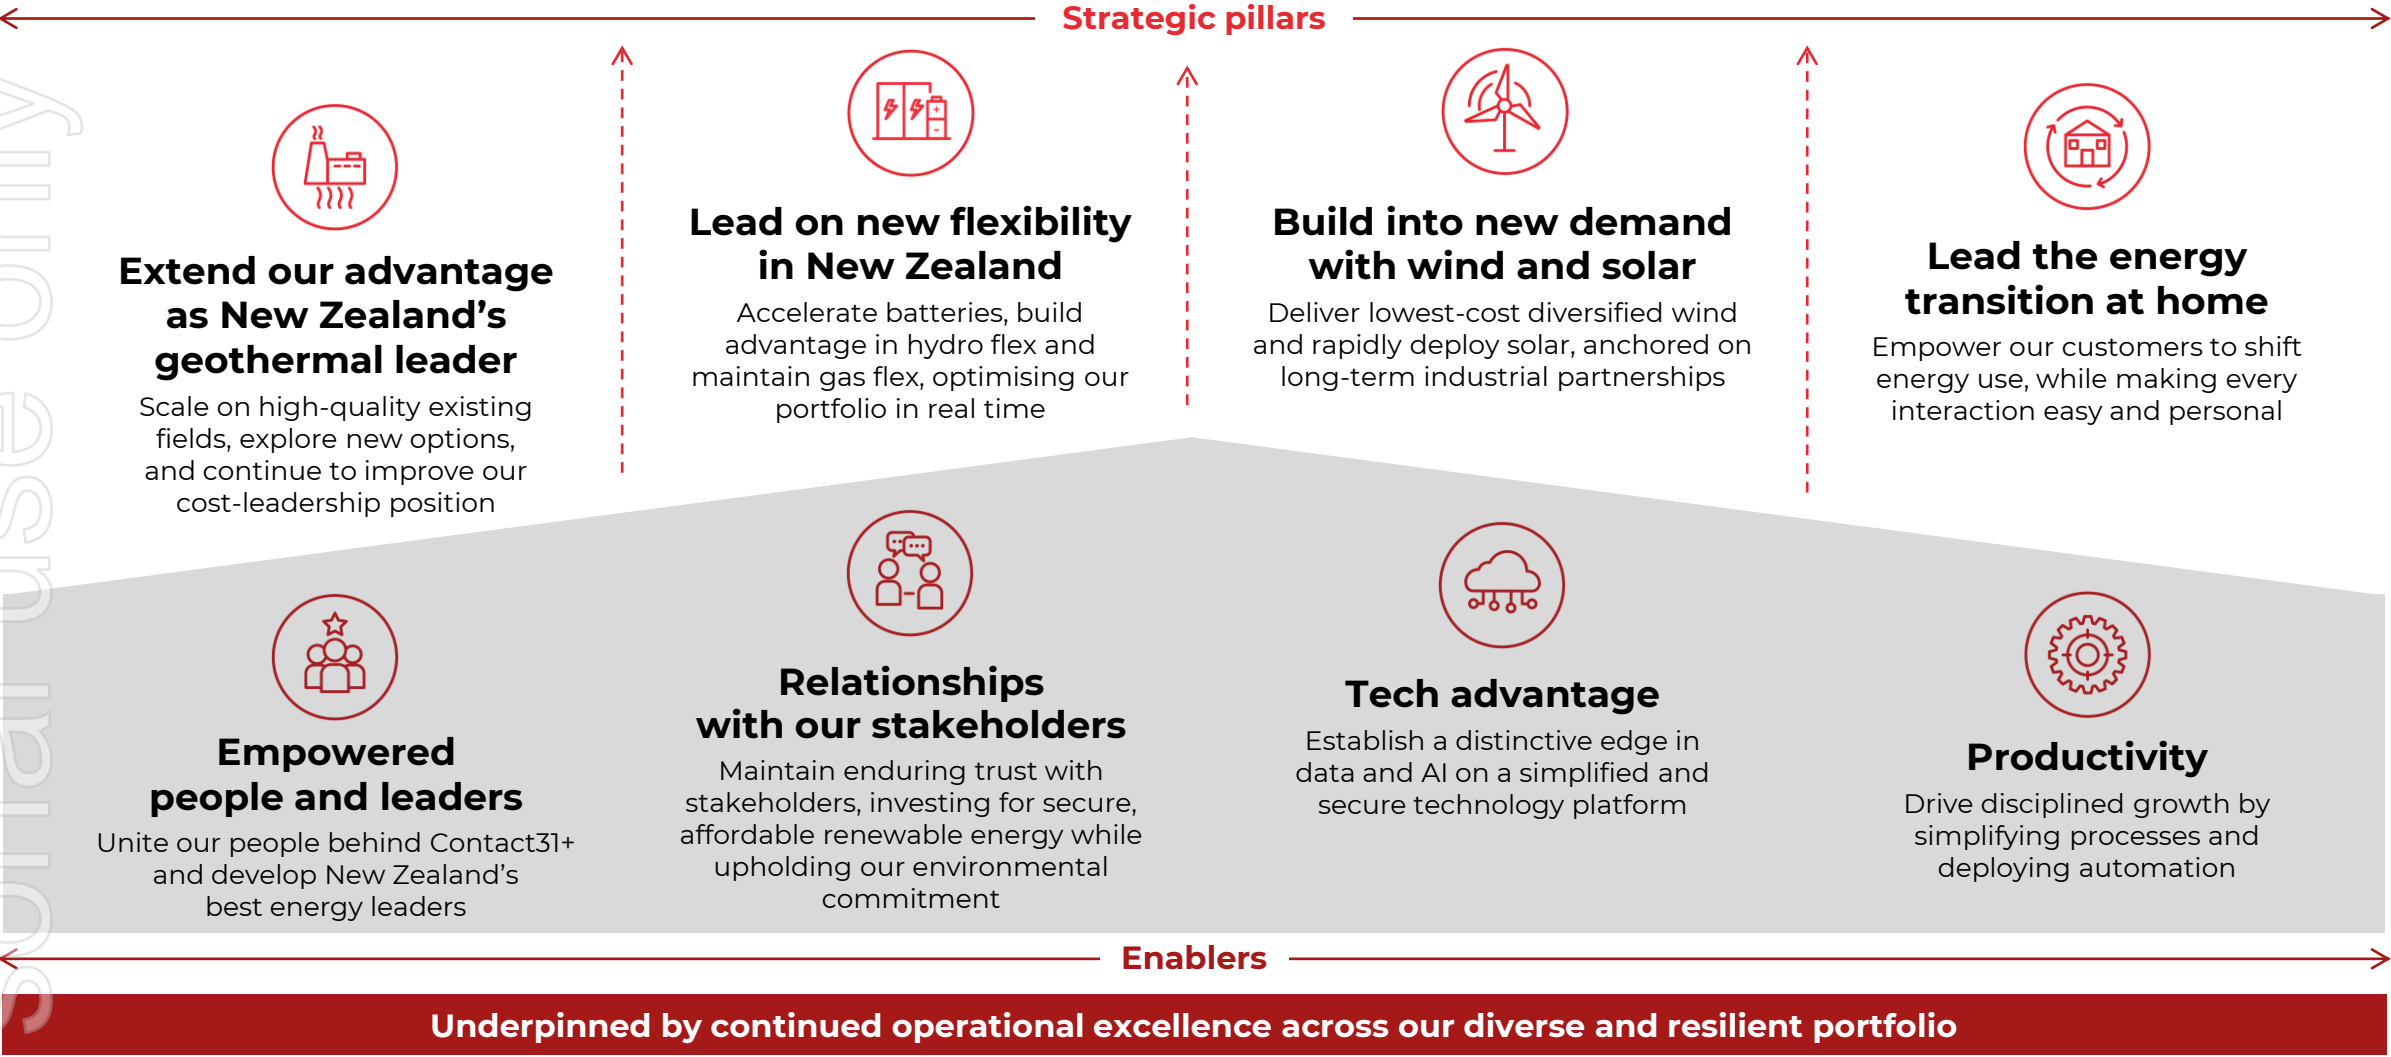 Strategic pillars
Extend our advantage
as New Zealand's
geothermal leader
Scale on high-quality existing
fields, explore new options,
and continue to improve our
cost-leadership position
Lead on new flexibility
in New Zealand
Accelerate batteries, build
advantage in hydro flex and
maintain gas flex, optimising our
portfolio in real time
Build into new demand
with wind and solar
Deliver lowest-cost diversified wind
and rapidly deploy solar, anchored on
long-term industrial partnerships
Lead the energy
transition at home
Empower our customers to shift
energy use, while making every
interaction easy and personal
Empowered
people and leaders
Unite our people behind Contact31+
and develop New Zealand's
best energy leaders
Relationships
with our stakeholders
Maintain enduring trust with
stakeholders, investing for secure,
affordable renewable energy while
upholding our environmental
commitment
Tech advantage
Establish a distinctive edge in
data and AI on a simplified and
secure technology platform
Productivity
Drive disciplined growth by
simplifying processes and
deploying automation
Enablers
Underpinned by continued operational excellence across our diverse and resilient portfolio
sonal use only